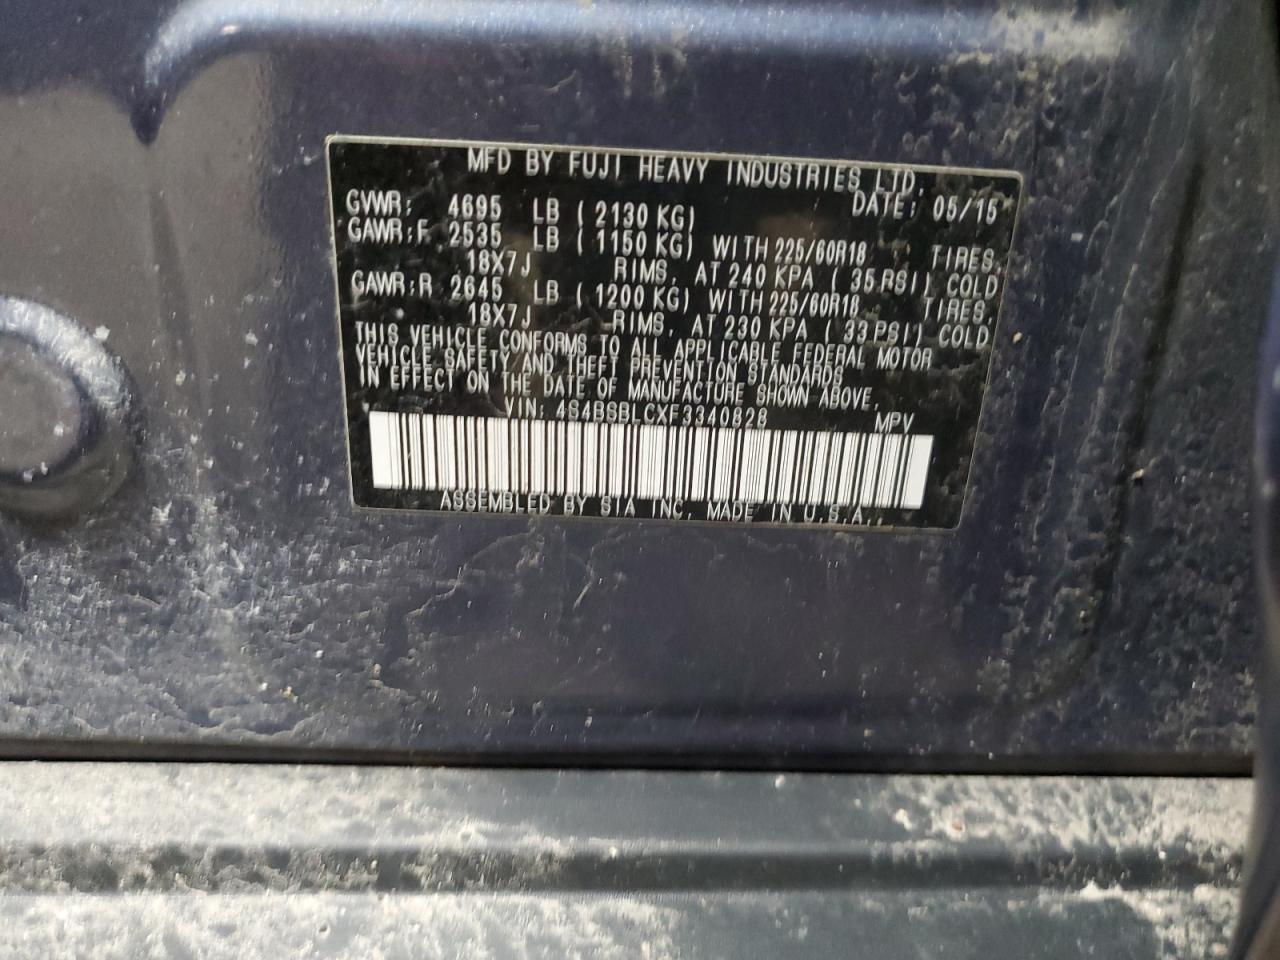 MFD BY FUJI HEAVY INDUSTRIES LTD.
DATE: 05/15
GVWR: 4695 LB ( 2130 KG)
GAWR:F 2535 LB ( 1150 KG) WITH 225/60R18 TIRES,
18X7J RIMS, AT 240 KPA ( 35 PSI) COLD
GAWR:R 2645 LB ( 1200 KG) WITH 225/60R18 TIRES,
18X7J RIMS, AT 230 KPA ( 33 PSI) COLD
THIS VEHICLE CONFORMS TO ALL APPLICABLE FEDERAL MOTOR
VEHICLE SAFETY AND THEFT PREVENTION STANDARDS
IN EFFECT ON THE DATE OF MANUFACTURE SHOWN ABOVE.
VIN: 4S4BSBLCXF3340828 MPV
ASSEMBLED BY SIA INC. MADE IN U.S.A.